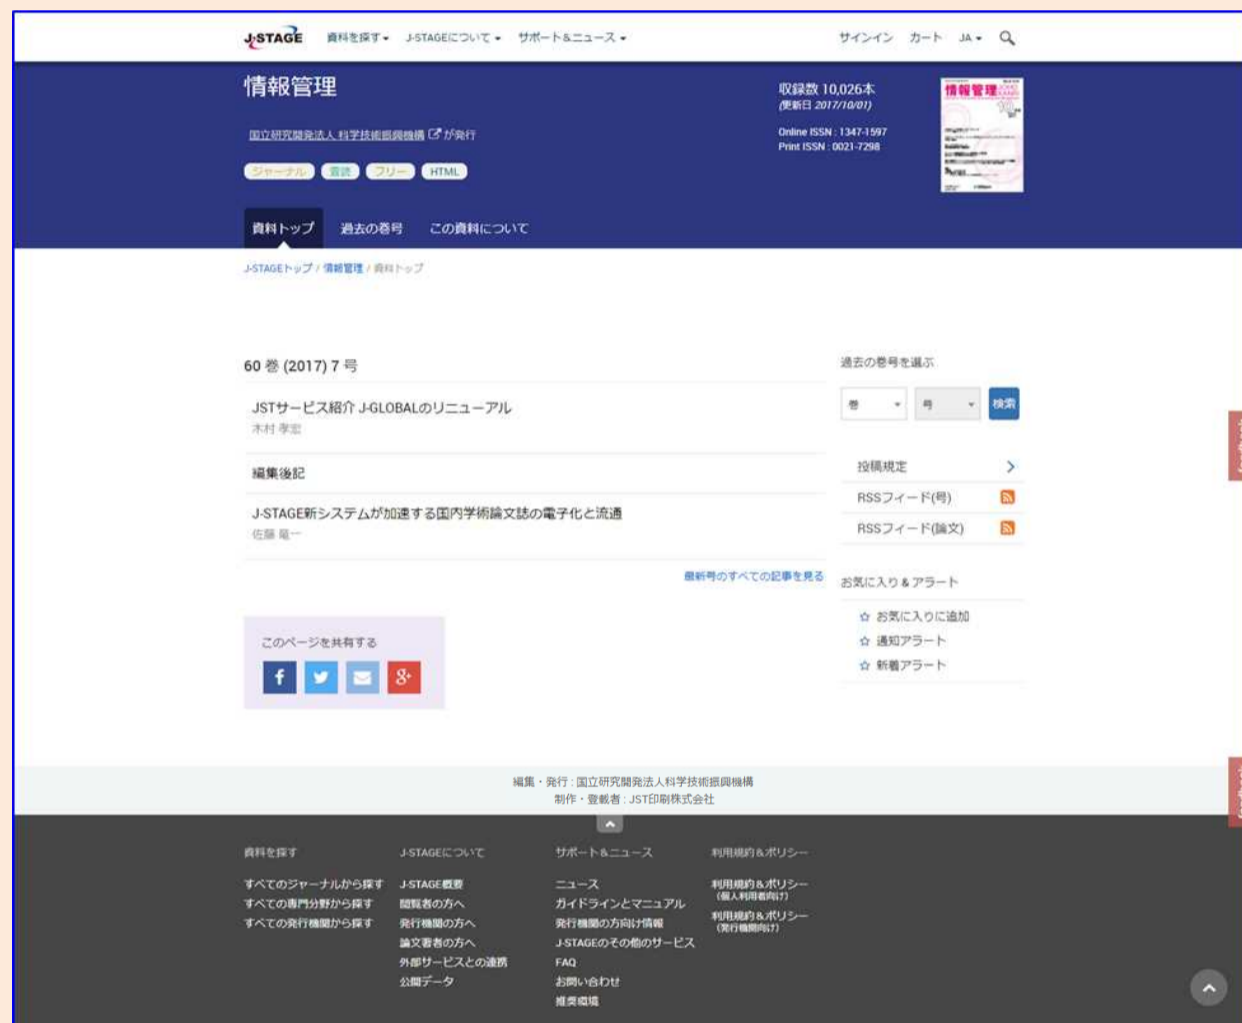 J-STAGE 資料を探す J-STAGEについて サポート&ニュース サインイン カート JA
情報管理
収録数 10,026本
(更新日 2017/10/01)
国立研究開発法人 科学技術振興機構 が発行
Online ISSN : 1347-1597
Print ISSN : 0021-7298
ジャーナル 査読 フリー HTML
情報管理
資料トップ 過去の巻号 この資料について
J-STAGEトップ / 情報管理 / 資料トップ
60 巻 (2017) 7 号
JSTサービス紹介 J-GLOBALのリニューアル
木村 孝宏
編集後記
J-STAGE新システムが加速する国内学術論文誌の電子化と流通
佐藤 竜一
最新号のすべての記事を見る
過去の巻号を選ぶ
巻 号 検索
投稿規定
RSSフィード(号)
RSSフィード(論文)
お気に入り & アラート
お気に入りに追加
通知アラート
新着アラート
このページを共有する
編集・発行 : 国立研究開発法人科学技術振興機構
制作・登載者 : JST印刷株式会社
資料を探す
すべてのジャーナルから探す
すべての専門分野から探す
すべての発行機関から探す
J-STAGEについて
J-STAGE概要
閲覧者の方へ
発行機関の方へ
論文著者の方へ
外部サービスとの連携
公開データ
サポート&ニュース
ニュース
ガイドラインとマニュアル
発行機関の方向け情報
J-STAGEのその他のサービス
FAQ
お問い合わせ
推奨環境
利用規約&ポリシー
利用規約&ポリシー
(個人利用者向け)
利用規約&ポリシー
(発行機関向け)